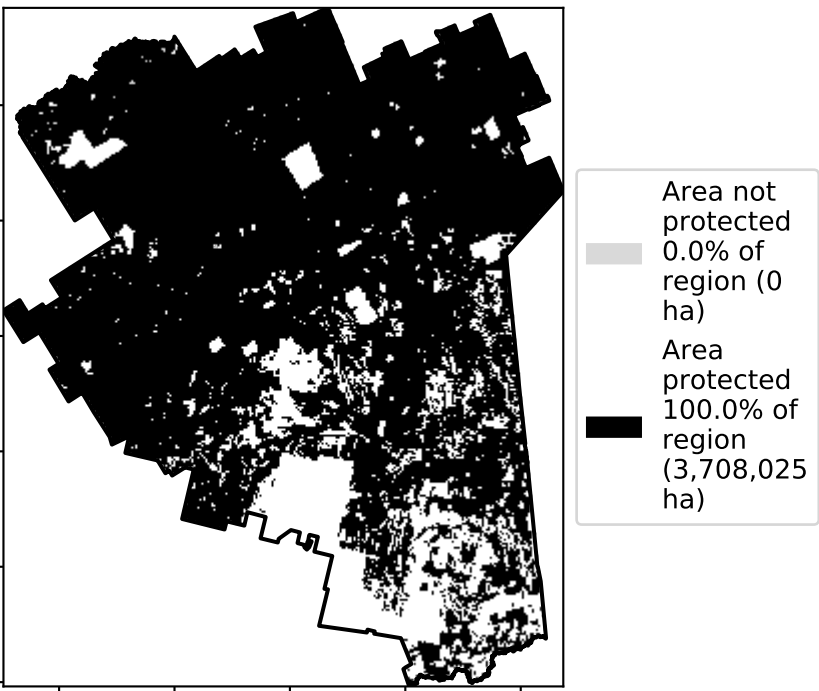 Area not
protected
0.0% of
region (0
ha)
Area
protected
100.0% of
region
(3,708,025
ha)